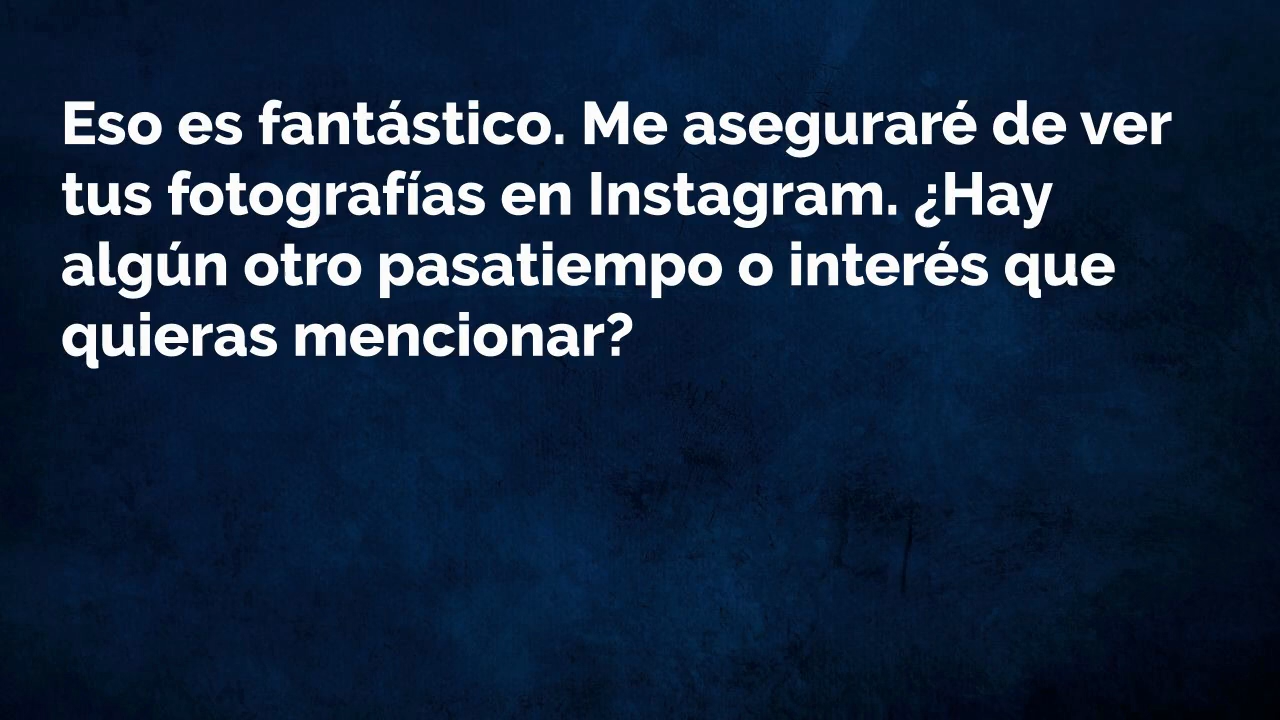 Eso es fantástico. Me aseguraré de ver
tus fotografías en Instagram. ¿Hay
algún otro pasatiempo o interés que
quieras mencionar?